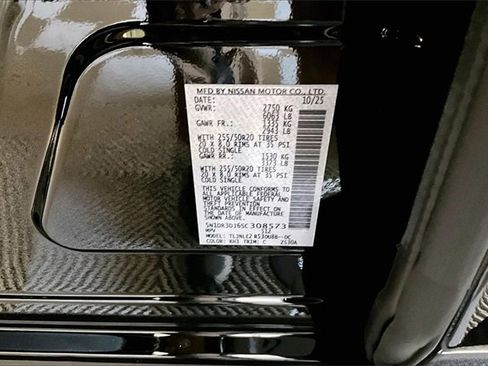 MFD BY NISSAN MOTOR CO., LTD.
DATE: 10/25
GVWR: 2750 KG
6063 LB
GAWR FR.: 1335 KG
2943 LB
WITH 255/50R20 TIRES
20 X 8.0 RIMS AT 35 PSI
COLD SINGLE
GAWR RR.: 1530 KG
3373 LB
WITH 255/50R20 TIRES
20 X 8.0 RIMS AT 35 PSI
COLD SINGLE
THIS VEHICLE CONFORMS TO
ALL APPLICABLE FEDERAL
MOTOR VEHICLE SAFETY
AND THEFT PREVENTION
STANDARDS IN EFFECT ON
THE DATE OF MANUFACTURE
SHOWN ABOVE.
308573
MPV
COLOR: KH3 TRIM: C